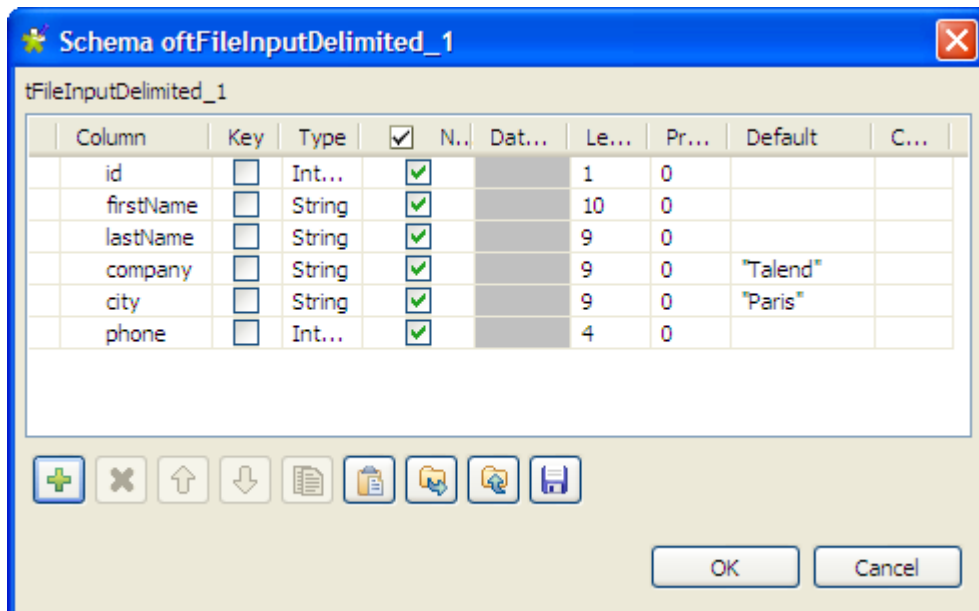 Schema oftFileInputDelimited_1
tFileInputDelimited_1
Column Key Type N.. Dat... Le... Pr... Default C...
id Int... 1 0
firstName String 10 0
lastName String 9 0
company String 9 0 "Talend"
city String 9 0 "Paris"
phone Int... 4 0
OK Cancel